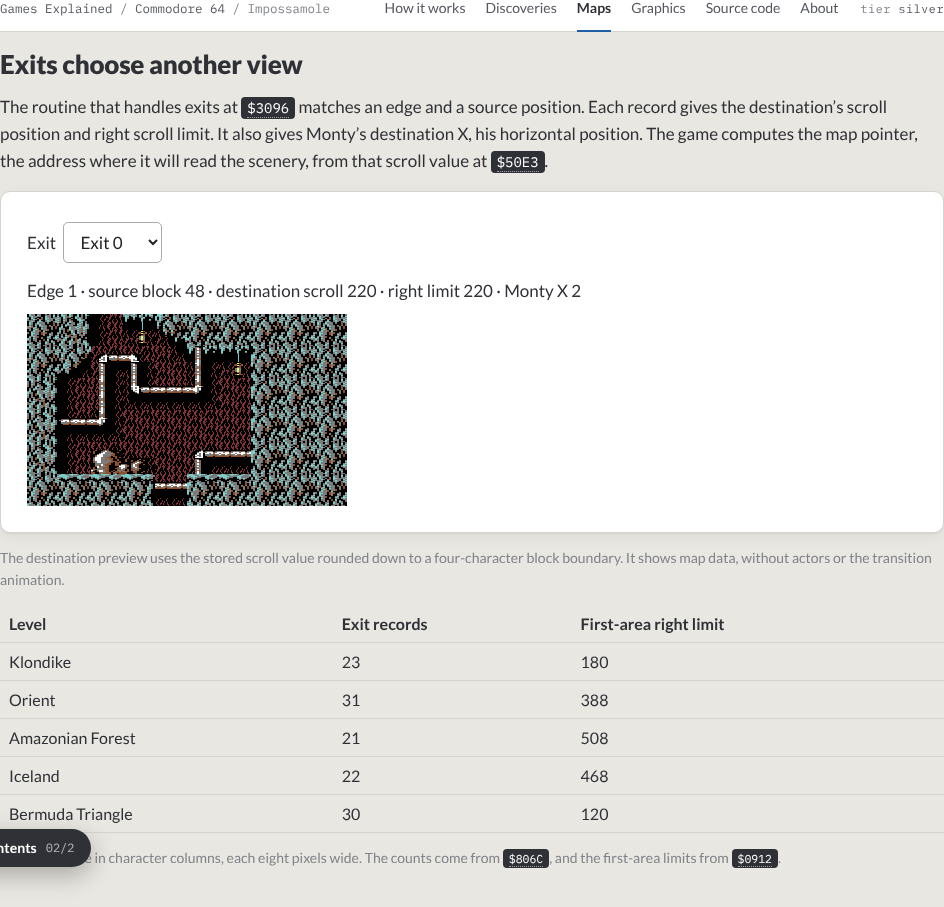 Games Explained / Commodore 64 / Impossamole
How it works Discoveries Maps Graphics Source code About tier silver
Exits choose another view
The routine that handles exits at $3096 matches an edge and a source position. Each record gives the destination’s scroll
position and right scroll limit. It also gives Monty’s destination X, his horizontal position. The game computes the map pointer,
the address where it will read the scenery, from that scroll value at $50E3.
Exit Exit 0
Edge 1 · source block 48 · destination scroll 220 · right limit 220 · Monty X 2
The destination preview uses the stored scroll value rounded down to a four-character block boundary. It shows map data, without actors or the transition
animation.
Level Exit records First-area right limit
Klondike 23 180
Orient 31 388
Amazonian Forest 21 508
Iceland 22 468
Bermuda Triangle 30 120
ntents 02/2
e in character columns, each eight pixels wide. The counts come from $806C, and the first-area limits from $0912.